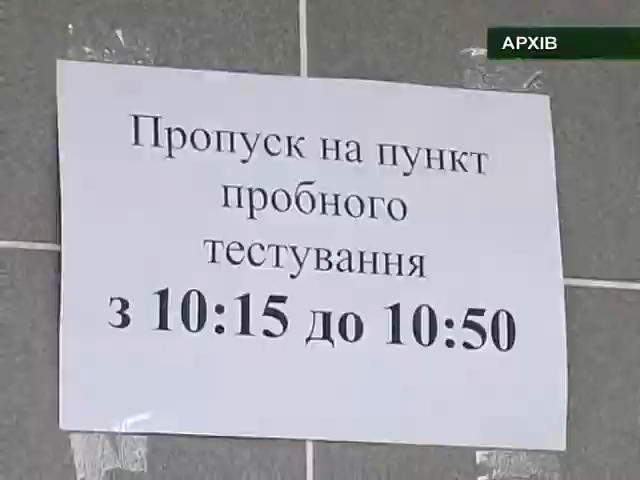 АРХІВ
Пропуск на пункт
пробного
тестування
з 10:15 до 10:50